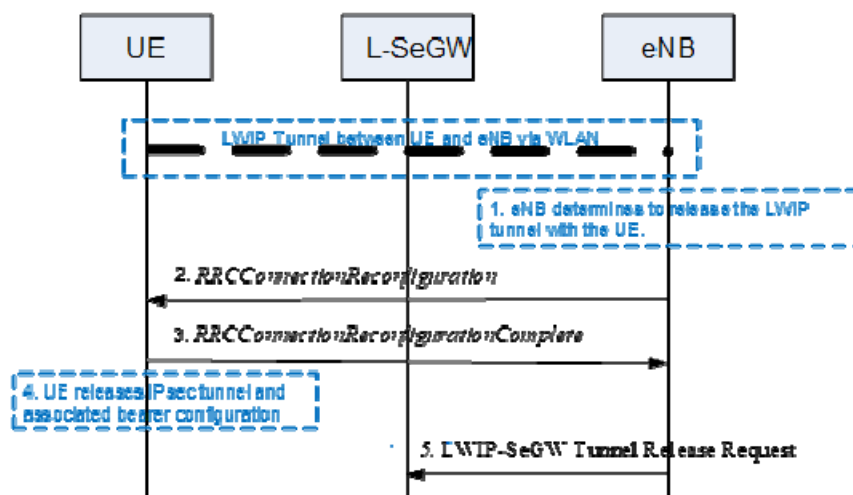 UE
L-SeGW
eNB
LWIP Tunnel between UE and eNB via WLAN
1. eNB determines to release the LWIP
tunnel with the UE.
2. RRCConnectionReconfiguration
3. RRCConnectionReconfigurationComplete
4. UE releases IPsec tunnel and
associated bearer configuration
5. LWIP-SeGW Tunnel Release Request